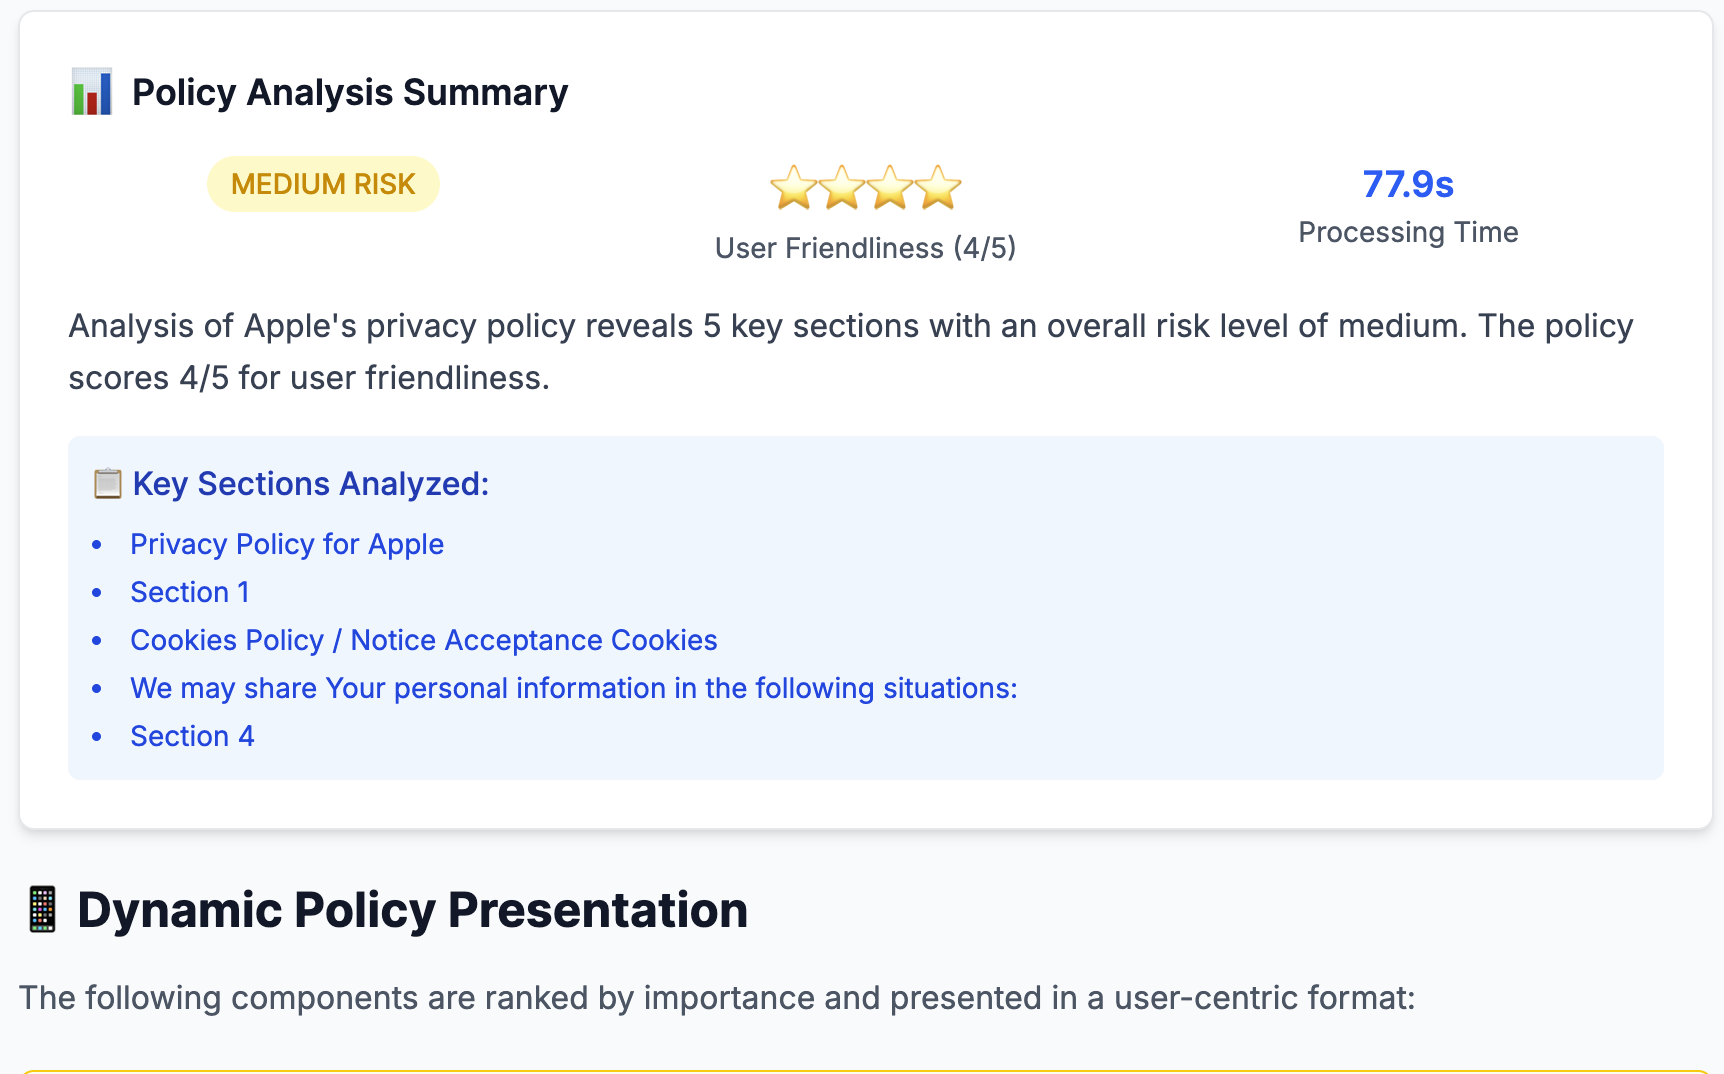 Policy Analysis Summary
MEDIUM RISK
User Friendliness (4/5)
77.9s
Processing Time
Analysis of Apple's privacy policy reveals 5 key sections with an overall risk level of medium. The policy
scores 4/5 for user friendliness.
Key Sections Analyzed:
• Privacy Policy for Apple
• Section 1
• Cookies Policy / Notice Acceptance Cookies
• We may share Your personal information in the following situations:
• Section 4
Dynamic Policy Presentation
The following components are ranked by importance and presented in a user-centric format: